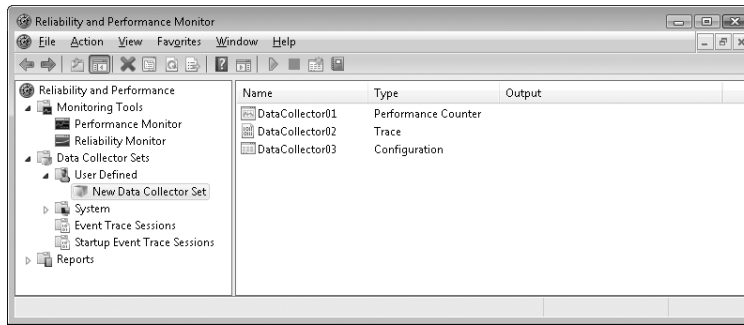 Reliability and Performance Monitor
File Action View Favorites Window Help
Reliability and Performance
Monitoring Tools
Performance Monitor
Reliability Monitor
Data Collector Sets
User Defined
New Data Collector Set
System
Event Trace Sessions
Startup Event Trace Sessions
Reports
Name Type Output
DataCollector01 Performance Counter
DataCollector02 Trace
DataCollector03 Configuration